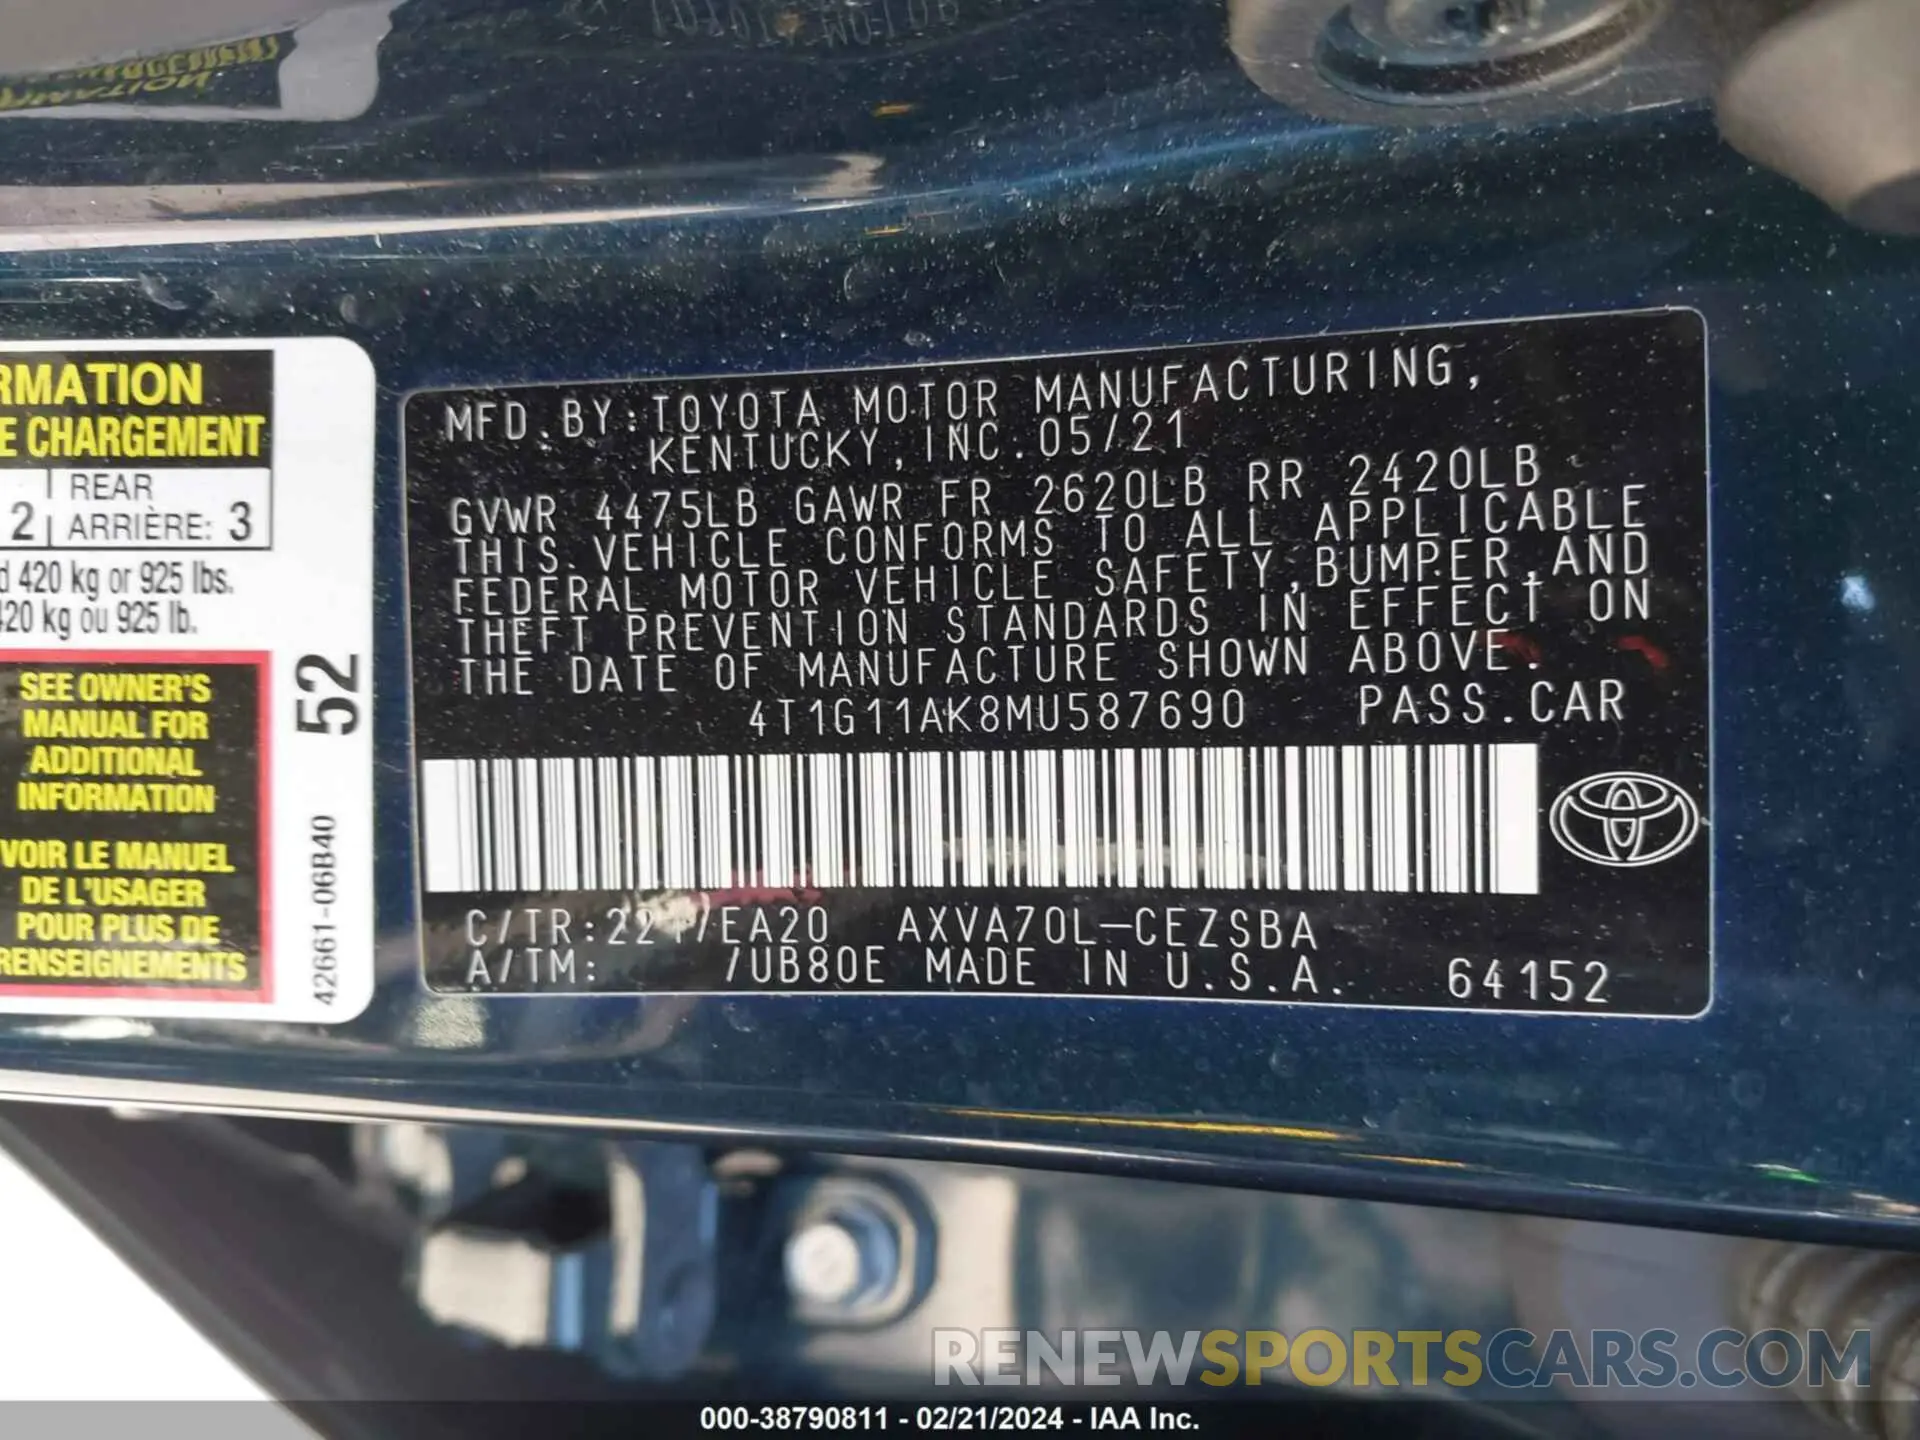 RMATION
E CHARGEMENT
2 REAR
ARRIÈRE: 3
d 420 kg or 925 lbs.
420 kg ou 925 lb.
SEE OWNER'S
MANUAL FOR
ADDITIONAL
INFORMATION
VOIR LE MANUEL
DE L'USAGER
POUR PLUS DE
RENSEIGNEMENTS
52
42661-06B40
MFD.BY:TOYOTA MOTOR MANUFACTURING,
KENTUCKY, INC. 05/21
GVWR 4475LB GAWR FR 2620LB RR 2420LB
THIS VEHICLE CONFORMS TO ALL APPLICABLE
FEDERAL MOTOR VEHICLE SAFETY, BUMPER, AND
THEFT PREVENTION STANDARDS IN EFFECT ON
THE DATE OF MANUFACTURE SHOWN ABOVE.
4T1G11AK8MU587690 PASS.CAR
C/TR: /EA20 AXVA70L-CEZSBA
A/TM: /UB80E MADE IN U.S.A. 64152
RENEWSPORTSCARS.COM
000-38790811 - 02/21/2024 - IAA Inc.